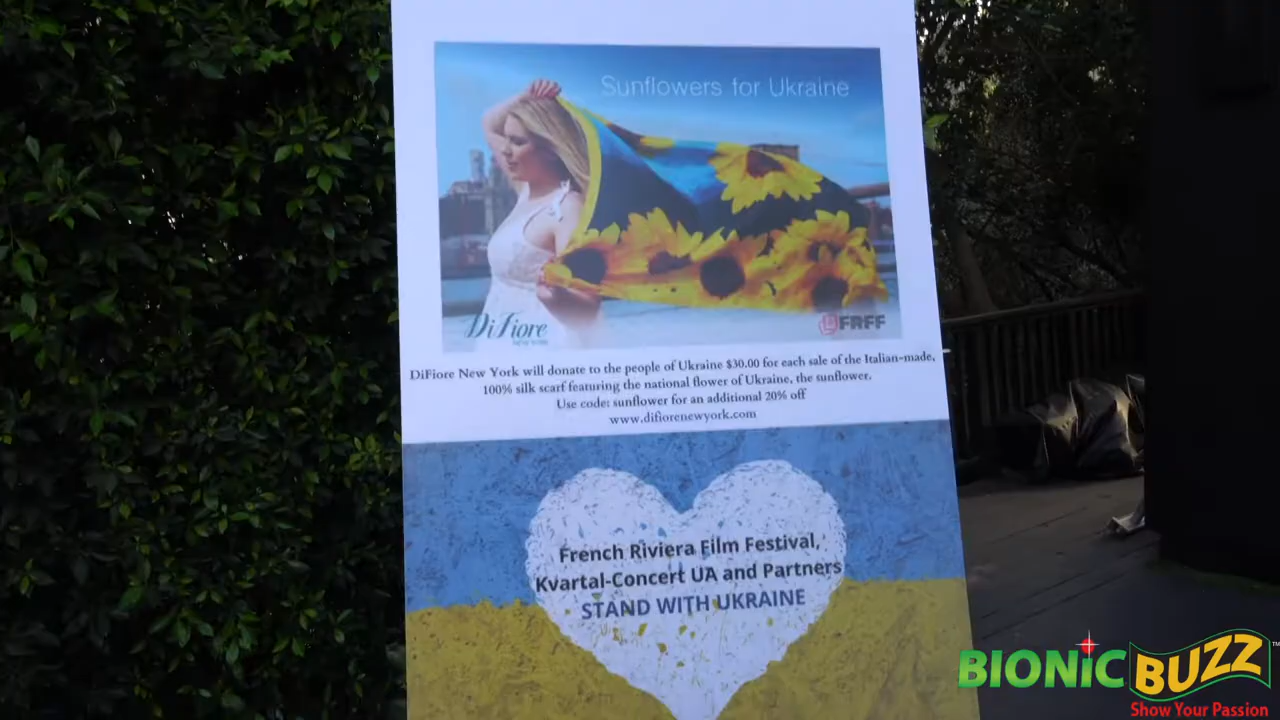 Sunflowers for Ukraine
DiFiore
NEW YORK
FRFF
DiFiore New York will donate to the people of Ukraine $30.00 for each sale of the Italian-made,
100% silk scarf featuring the national flower of Ukraine, the sunflower.
Use code: sunflower for an additional 20% off
www.difiorenewyork.com
French Riviera Film Festival,
Kvartal-Concert UA and Partners
STAND WITH UKRAINE
BIONIC BUZZ™
Show Your Passion